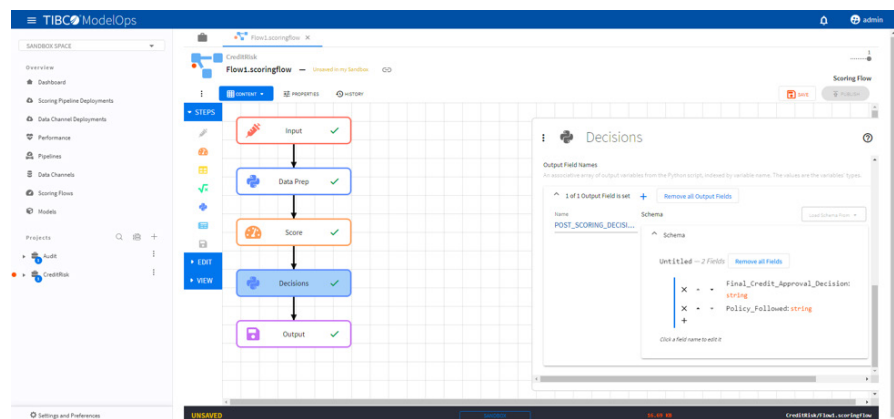 TIBCO ModelOps
admin
SANDBOX SPACE
Overview
Dashboard
Scoring Pipeline Deployments
Data Channel Deployments
Performance
Pipelines
Data Channels
Scoring Flows
Models
Projects
Audit
CreditRisk
Settings and Preferences
Flow1.scoringflow
CreditRisk
Flow1.scoringflow — Unsaved in my Sandbox
Scoring Flow
CONTENT
PROPERTIES
HISTORY
SAVE
PUBLISH
STEPS
EDIT
VIEW
Input
Data Prep
Score
Decisions
Output
Decisions
Output Field Names
An associative array of output variables from the Python script, indexed by variable name. The values are the variables' types.
1 of 1 Output Field is set
Remove all Output Fields
Name
Schema
Load Schema From
POST_SCORING_DECISI...
Schema
Untitled — 2 Fields
Remove all Fields
Final_Credit_Approval_Decision:
string
Policy_Followed: string
Click a field name to edit it
UNSAVED
CreditRisk/Flow1.scoringflow